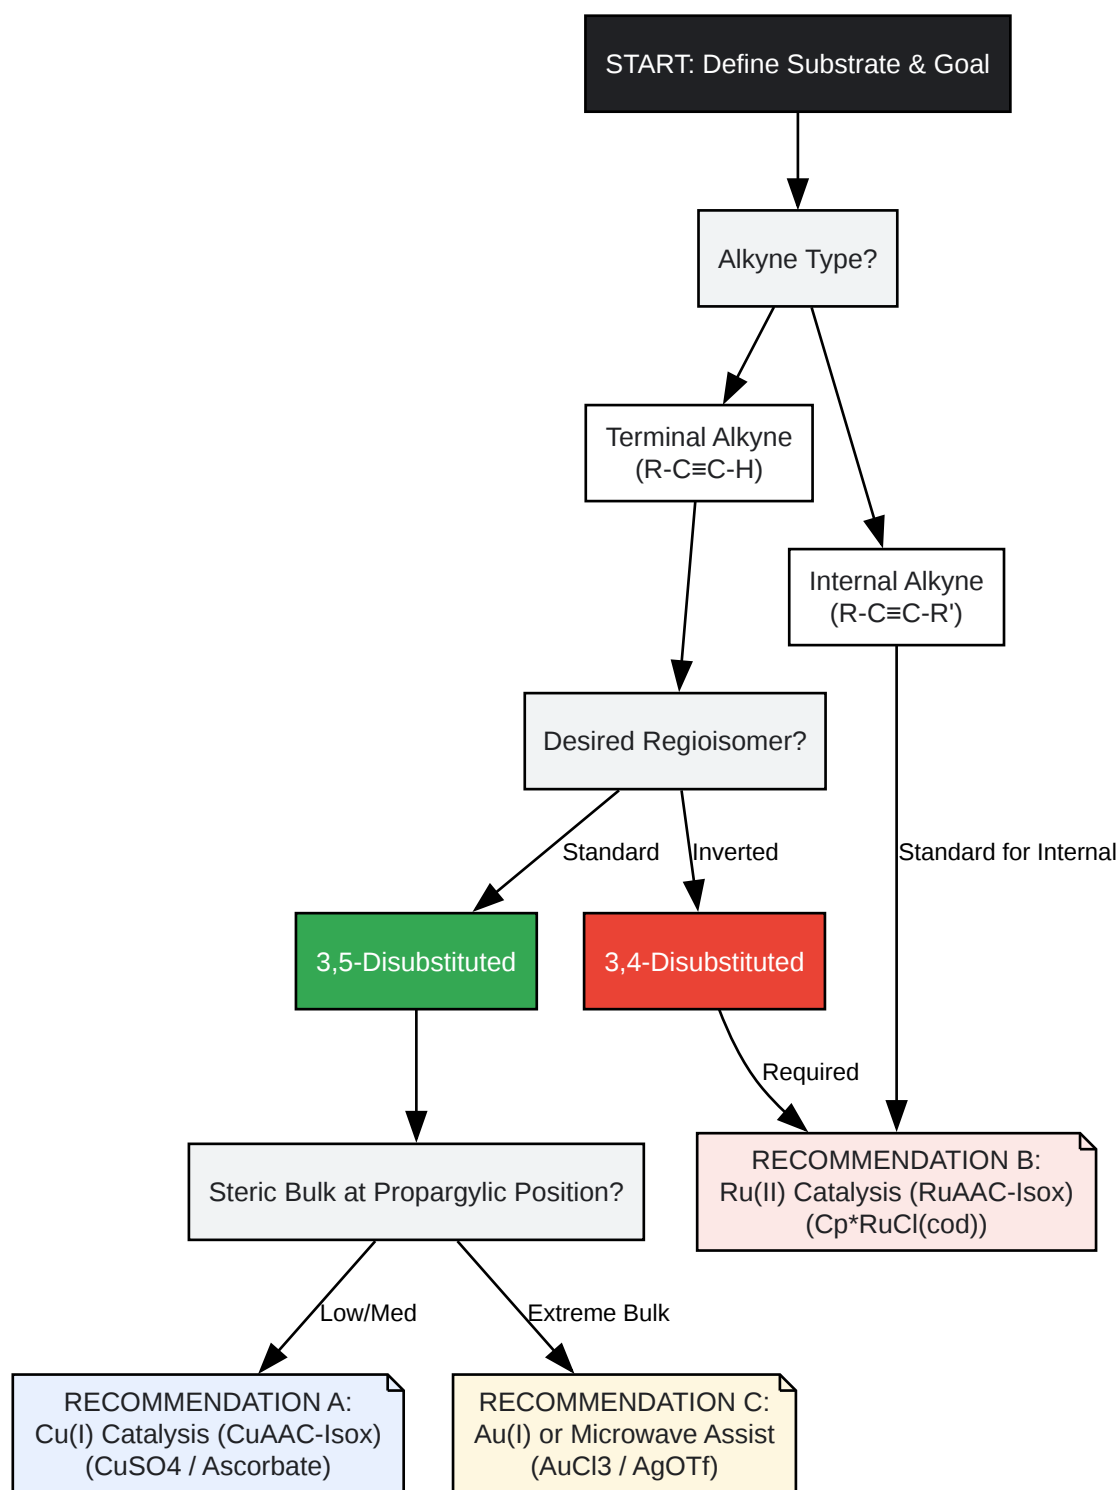 START: Define Substrate & Goal
Alkyne Type?
Terminal Alkyne
(R-C≡C-H)
Internal Alkyne
(R-C≡C-R')
Desired Regioisomer?
Standard
Inverted
Standard for Internal
3,5-Disubstituted
3,4-Disubstituted
Required
Steric Bulk at Propargylic Position?
RECOMMENDATION B:
Ru(II) Catalysis (RuAAC-Isox)
(Cp*RuCl(cod))
Low/Med
Extreme Bulk
RECOMMENDATION A:
Cu(I) Catalysis (CuAAC-Isox)
(CuSO4 / Ascorbate)
RECOMMENDATION C:
Au(I) or Microwave Assist
(AuCl3 / AgOTf)